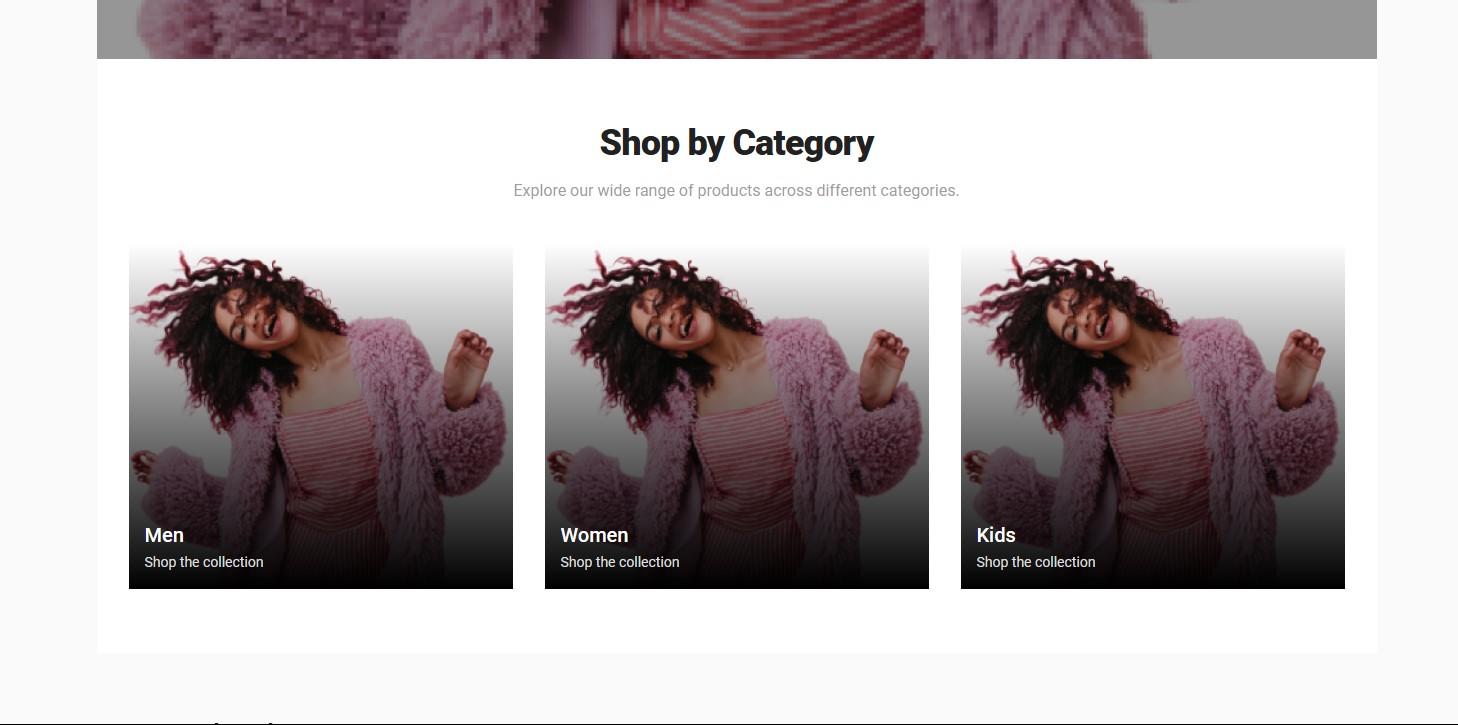 Shop by Category
Explore our wide range of products across different categories.
Men
Shop the collection
Women
Shop the collection
Kids
Shop the collection